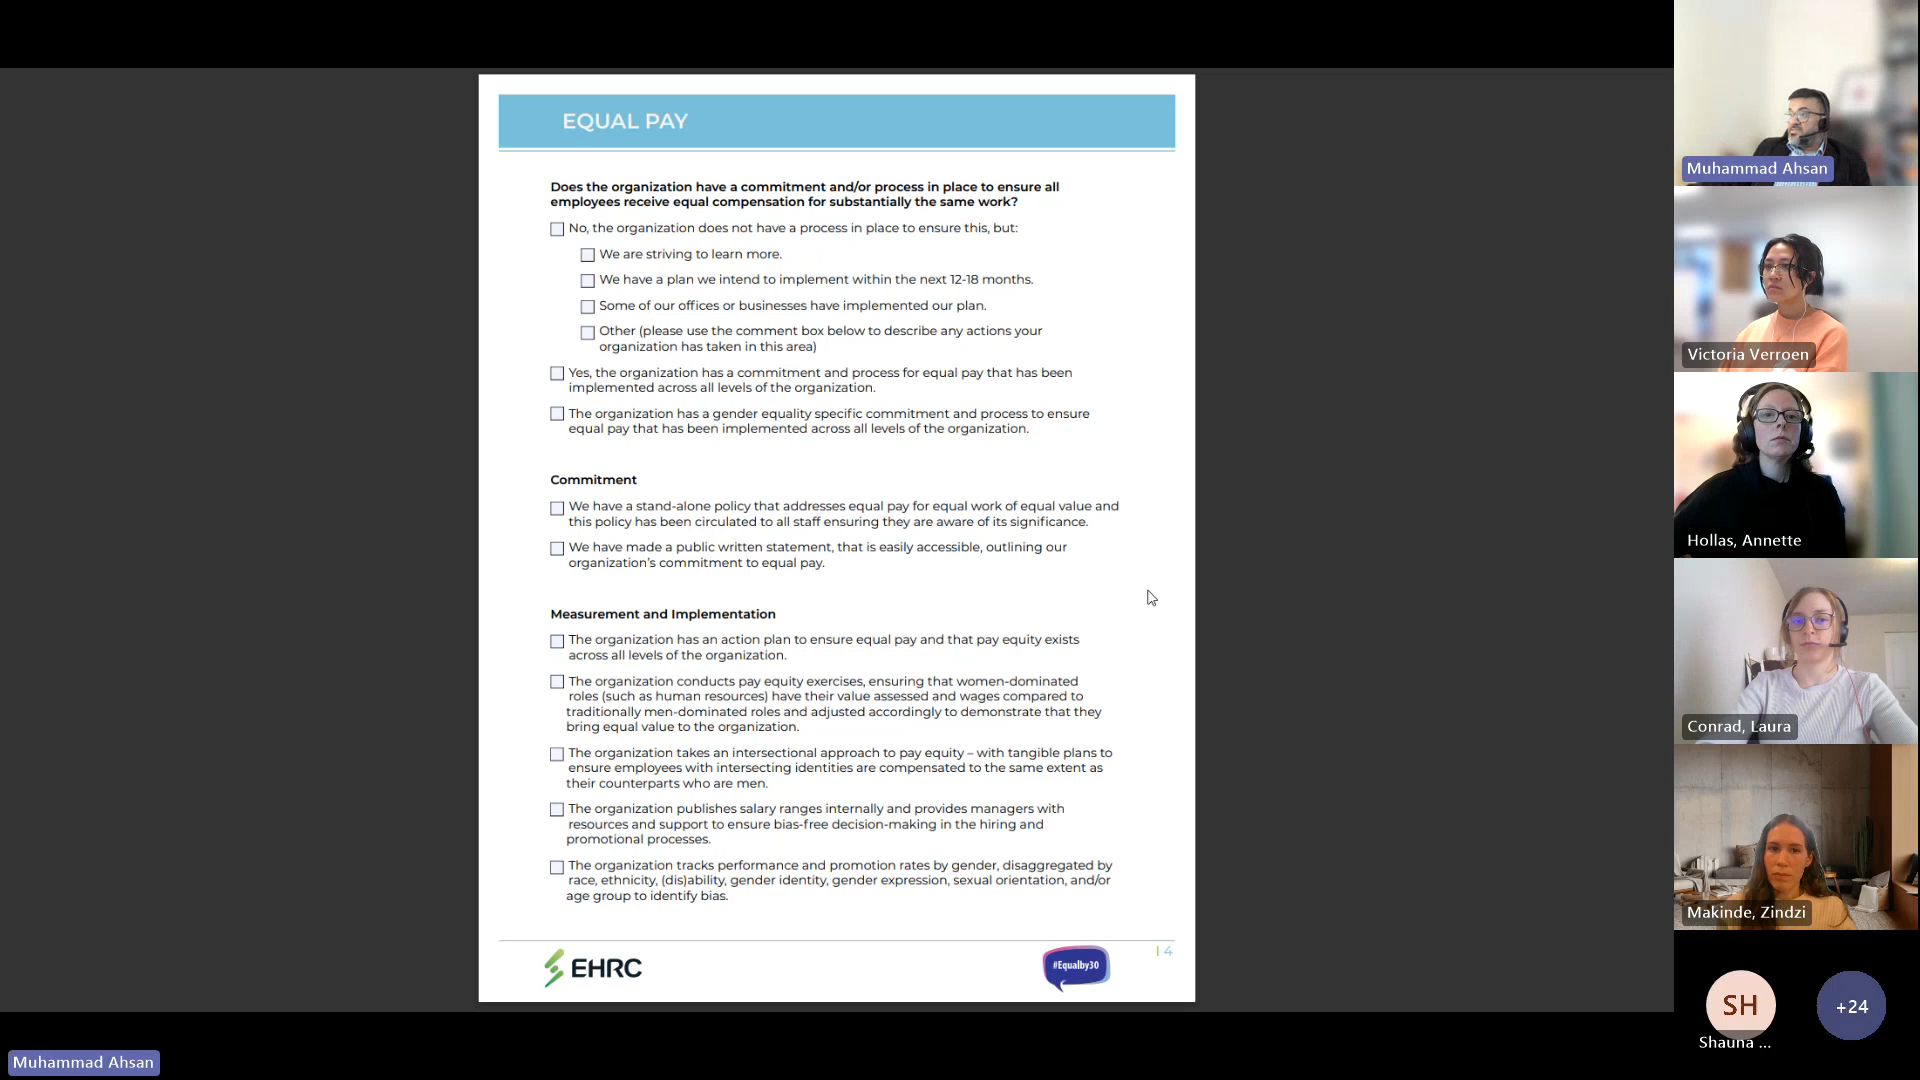 EQUAL PAY
Does the organization have a commitment and/or process in place to ensure all
employees receive equal compensation for substantially the same work?
No, the organization does not have a process in place to ensure this, but:
We are striving to learn more.
We have a plan we intend to implement within the next 12-18 months.
Some of our offices or businesses have implemented our plan.
Other (please use the comment box below to describe any actions your
organization has taken in this area)
Yes, the organization has a commitment and process for equal pay that has been
implemented across all levels of the organization.
The organization has a gender equality specific commitment and process to ensure
equal pay that has been implemented across all levels of the organization.
Commitment
We have a stand-alone policy that addresses equal pay for equal work of equal value and
this policy has been circulated to all staff ensuring they are aware of its significance.
We have made a public written statement, that is easily accessible, outlining our
organization's commitment to equal pay.
Measurement and Implementation
The organization has an action plan to ensure equal pay and that pay equity exists
across all levels of the organization.
The organization conducts pay equity exercises, ensuring that women-dominated
roles (such as human resources) have their value assessed and wages compared to
traditionally men-dominated roles and adjusted accordingly to demonstrate that they
bring equal value to the organization.
The organization takes an intersectional approach to pay equity – with tangible plans to
ensure employees with intersecting identities are compensated to the same extent as
their counterparts who are men.
The organization publishes salary ranges internally and provides managers with
resources and support to ensure bias-free decision-making in the hiring and
promotional processes.
The organization tracks performance and promotion rates by gender, disaggregated by
race, ethnicity, (dis)ability, gender identity, gender expression, sexual orientation, and/or
age group to identify bias.
EHRC
#Equalby30
| 4
Muhammad Ahsan
Muhammad Ahsan
Victoria Verroen
Hollas, Annette
Conrad, Laura
Makinde, Zindzi
SH
+24
Shauna ...